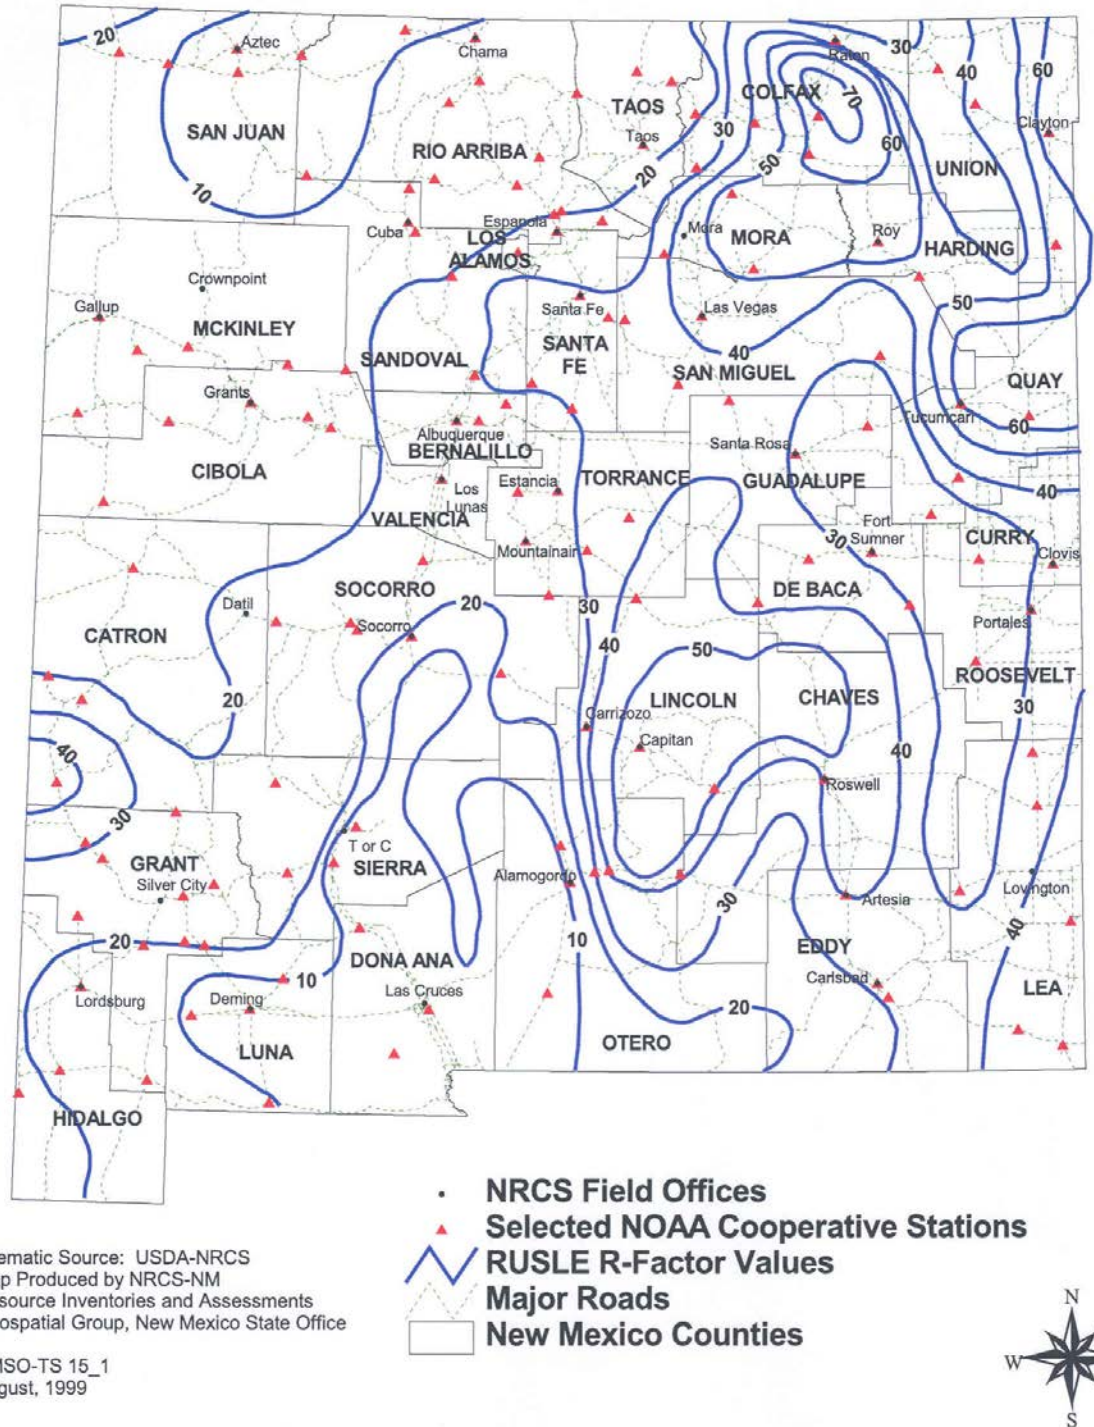 20
Aztec
Chama
30
Raton
40
60
COLFAX
70
TAOS
SAN JUAN
Clayton
30
Taos
RIO ARRIBA
60
50
UNION
20
10
Espanola
Cuba
LOS
ALAMOS
Mora
MORA
Roy
HARDING
Crownpoint
Gallup
MCKINLEY
Santa Fe
Las Vegas
50
SANTA
FE
SANDOVAL
40
SAN MIGUEL
QUAY
Grants
Tucumcari
60
Albuquerque
BERNALILLO
Santa Rosa
CIBOLA
Estancia
TORRANCE
GUADALUPE
Los
Lunas
40
VALENCIA
Fort
Sumner
30
CURRY
Mountainair
Clovis
SOCORRO
DE BACA
Datil
20
30
Portales
CATRON
Socorro
40
50
ROOSEVELT
20
LINCOLN
CHAVES
30
Carrizozo
Capitan
40
40
Roswell
30
T or C
GRANT
SIERRA
Silver City
Alamogordo
Lovington
30
Artesia
20
10
40
EDDY
DONA ANA
10
Carlsbad
Lordsburg
Deming
Las Cruces
LEA
20
LUNA
OTERO
HIDALGO
NRCS Field Offices
Selected NOAA Cooperative Stations
RUSLE R-Factor Values
Major Roads
New Mexico Counties
ematic Source: USDA-NRCS
p Produced by NRCS-NM
source Inventories and Assessments
ospatial Group, New Mexico State Office
MSO-TS 15_1
gust, 1999
N
W
S